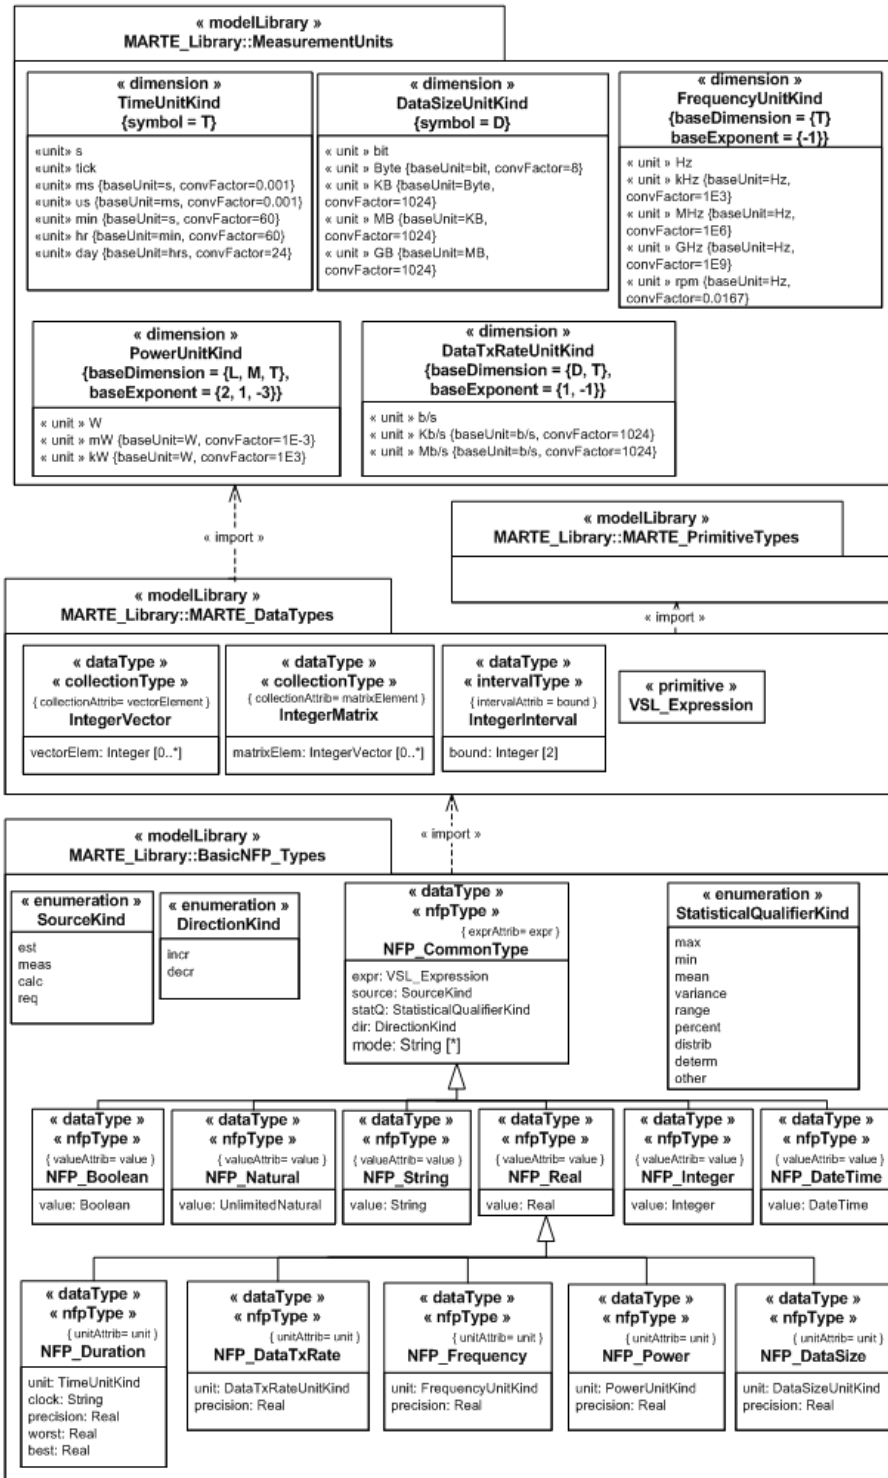 « modelLibrary »
MARTE_Library::MeasurementUnits
« dimension »
TimeUnitKind
{symbol = T}
«unit» s
«unit» tick
«unit» ms {baseUnit=s, convFactor=0.001}
«unit» us {baseUnit=ms, convFactor=0.001}
«unit» min {baseUnit=s, convFactor=60}
«unit» hr {baseUnit=min, convFactor=60}
«unit» day {baseUnit=hrs, convFactor=24}
« dimension »
DataSizeUnitKind
{symbol = D}
« unit » bit
« unit » Byte {baseUnit=bit, convFactor=8}
« unit » KB {baseUnit=Byte,
convFactor=1024}
« unit » MB {baseUnit=KB,
convFactor=1024}
« unit » GB {baseUnit=MB,
convFactor=1024}
« dimension »
FrequencyUnitKind
{baseDimension = {T}
baseExponent = {-1}}
« unit » Hz
« unit » kHz {baseUnit=Hz,
convFactor=1E3}
« unit » MHz {baseUnit=Hz,
convFactor=1E6}
« unit » GHz {baseUnit=Hz,
convFactor=1E9}
« unit » rpm {baseUnit=Hz,
convFactor=0.0167}
« dimension »
PowerUnitKind
{baseDimension = {L, M, T},
baseExponent = {2, 1, -3}}
« unit » W
« unit » mW {baseUnit=W, convFactor=1E-3}
« unit » kW {baseUnit=W, convFactor=1E3}
« dimension »
DataTxRateUnitKind
{baseDimension = {D, T},
baseExponent = {1, -1}}
« unit » b/s
« unit » Kb/s {baseUnit=b/s, convFactor=1024}
« unit » Mb/s {baseUnit=b/s, convFactor=1024}
« import »
« modelLibrary »
MARTE_Library::MARTE_PrimitiveTypes
« import »
« modelLibrary »
MARTE_Library::MARTE_DataTypes
« dataType »
« collectionType »
{ collectionAttrib= vectorElement}
IntegerVector
vectorElem: Integer [0..*]
« dataType »
« collectionType »
{ collectionAttrib= matrixElement }
IntegerMatrix
matrixElem: IntegerVector [0..*]
« dataType »
« intervalType »
{ intervalAttrib = bound }
IntegerInterval
bound: Integer [2]
« primitive »
VSL_Expression
« import »
« modelLibrary »
MARTE_Library::BasicNFP_Types
« enumeration »
SourceKind
est
meas
calc
req
« enumeration »
DirectionKind
incr
decr
« dataType »
« nfpType »
{ exprAttrib= expr }
NFP_CommonType
expr: VSL_Expression
source: SourceKind
statQ: StatisticalQualifierKind
dir: DirectionKind
mode: String [*]
« enumeration »
StatisticalQualifierKind
max
min
mean
variance
range
percent
distrib
determ
other
« dataType »
« nfpType »
{ valueAttrib= value }
NFP_Boolean
value: Boolean
« dataType »
« nfpType »
{ valueAttrib= value }
NFP_Natural
value: UnlimitedNatural
« dataType »
« nfpType »
{ valueAttrib= value }
NFP_String
value: String
« dataType »
« nfpType »
{ valueAttrib= value }
NFP_Real
value: Real
« dataType »
« nfpType »
{ valueAttrib= value }
NFP_Integer
value: Integer
« dataType »
« nfpType »
{ valueAttrib= value }
NFP_DateTime
value: DateTime
« dataType »
« nfpType »
{ unitAttrib= unit }
NFP_Duration
unit: TimeUnitKind
clock: String
precision: Real
worst: Real
best: Real
« dataType »
« nfpType »
{ unitAttrib= unit }
NFP_DataTxRate
unit: DataTxRateUnitKind
precision: Real
« dataType »
« nfpType »
{ unitAttrib= unit }
NFP_Frequency
unit: FrequencyUnitKind
precision: Real
« dataType »
« nfpType »
{ unitAttrib= unit }
NFP_Power
unit: PowerUnitKind
precision: Real
« dataType »
« nfpType »
{ unitAttrib= unit }
NFP_DataSize
unit: DataSizeUnitKind
precision: Real